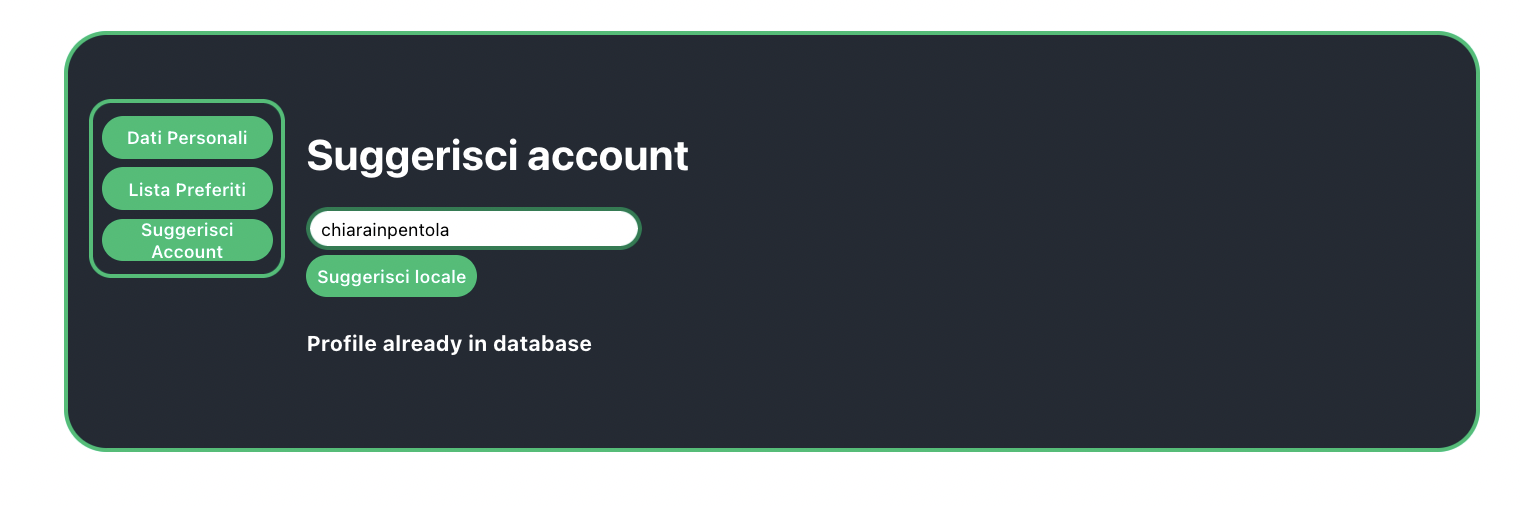 Dati Personali
Lista Preferiti
Suggerisci
Account
Suggerisci account
chiarainpentola
Suggerisci locale
Profile already in database